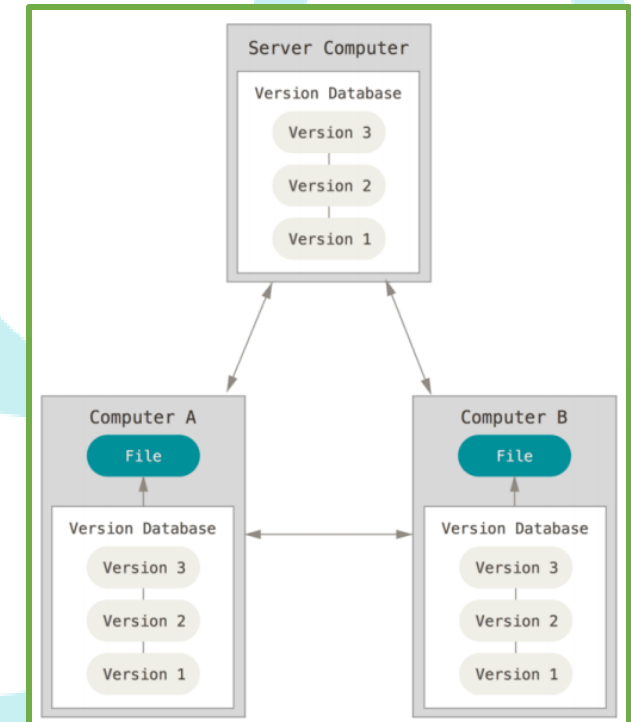 Server Computer
Version Database
Version 3
Version 2
Version 1
Computer A
File
Version Database
Version 3
Version 2
Version 1
Computer B
File
Version Database
Version 3
Version 2
Version 1